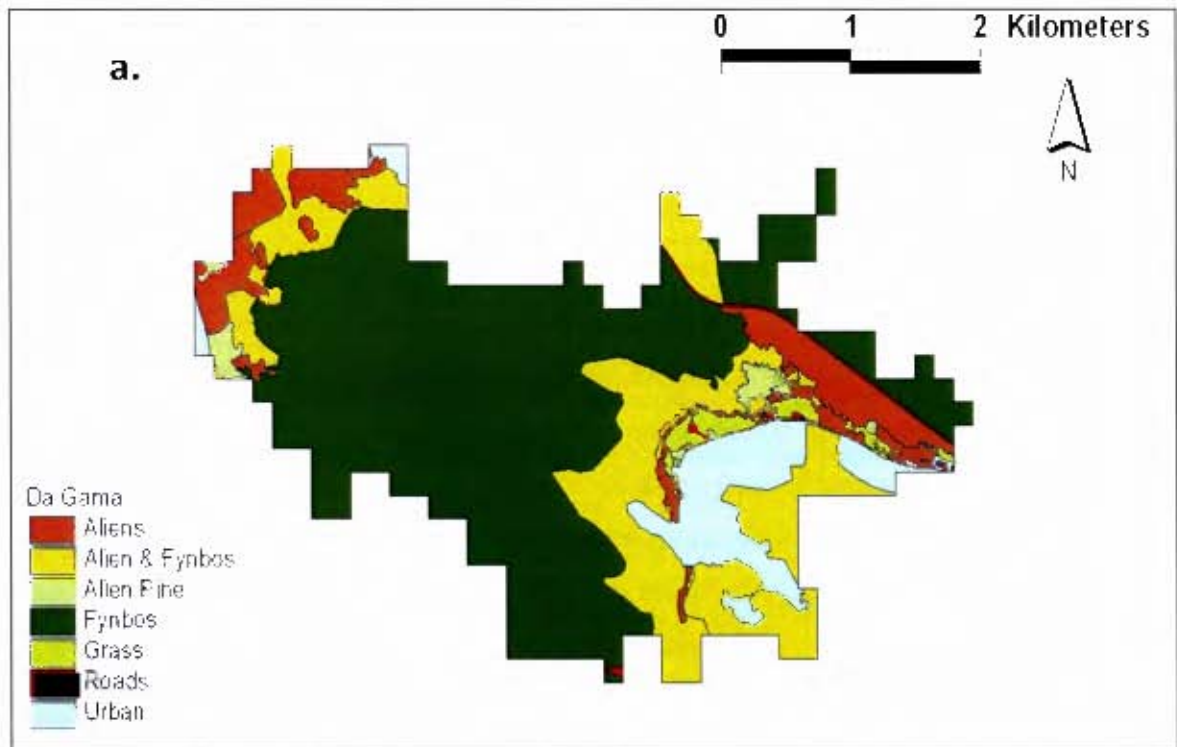 0 1 2 Kilometers
a.
N
Da Gama
Aliens
Alien & Fynbos
Alien Pine
Fynbos
Grass
Roads
Urban